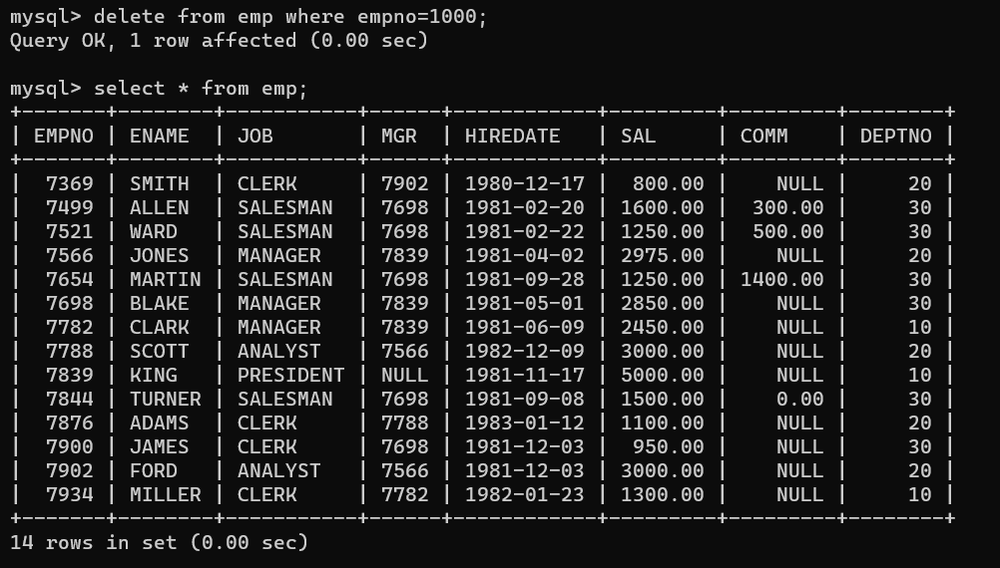 mysql> delete from emp where empno=1000;
Query OK, 1 row affected (0.00 sec)

mysql> select * from emp;
+-------+--------+-----------+------+------------+---------+---------+--------+
| EMPNO | ENAME  | JOB       | MGR  | HIREDATE   | SAL     | COMM    | DEPTNO |
+-------+--------+-----------+------+------------+---------+---------+--------+
|  7369 | SMITH  | CLERK     | 7902 | 1980-12-17 |  800.00 |    NULL |     20 |
|  7499 | ALLEN  | SALESMAN  | 7698 | 1981-02-20 | 1600.00 |  300.00 |     30 |
|  7521 | WARD   | SALESMAN  | 7698 | 1981-02-22 | 1250.00 |  500.00 |     30 |
|  7566 | JONES  | MANAGER   | 7839 | 1981-04-02 | 2975.00 |    NULL |     20 |
|  7654 | MARTIN | SALESMAN  | 7698 | 1981-09-28 | 1250.00 | 1400.00 |     30 |
|  7698 | BLAKE  | MANAGER   | 7839 | 1981-05-01 | 2850.00 |    NULL |     30 |
|  7782 | CLARK  | MANAGER   | 7839 | 1981-06-09 | 2450.00 |    NULL |     10 |
|  7788 | SCOTT  | ANALYST   | 7566 | 1982-12-09 | 3000.00 |    NULL |     20 |
|  7839 | KING   | PRESIDENT | NULL | 1981-11-17 | 5000.00 |    NULL |     10 |
|  7844 | TURNER | SALESMAN  | 7698 | 1981-09-08 | 1500.00 |    0.00 |     30 |
|  7876 | ADAMS  | CLERK     | 7788 | 1983-01-12 | 1100.00 |    NULL |     20 |
|  7900 | JAMES  | CLERK     | 7698 | 1981-12-03 |  950.00 |    NULL |     30 |
|  7902 | FORD   | ANALYST   | 7566 | 1981-12-03 | 3000.00 |    NULL |     20 |
|  7934 | MILLER | CLERK     | 7782 | 1982-01-23 | 1300.00 |    NULL |     10 |
+-------+--------+-----------+------+------------+---------+---------+--------+
14 rows in set (0.00 sec)